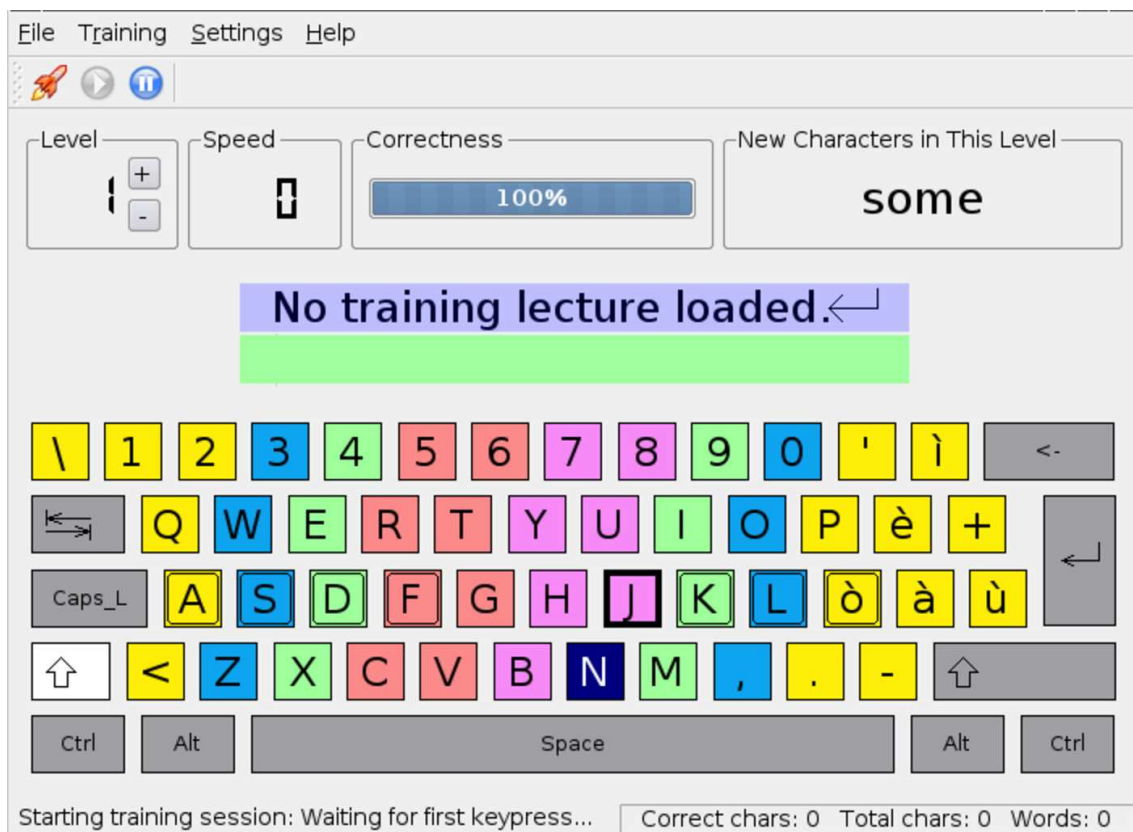 File Training Settings Help
Level Speed Correctness New Characters in This Level
1 + - 0 100% some
No training lecture loaded.
\ 1 2 3 4 5 6 7 8 9 0 ' ì <-
Q W E R T Y U I O P è +
Caps_L A S D F G H J K L ò à ù
< Z X C V B N M , . -
Ctrl Alt Space Alt Ctrl
Starting training session: Waiting for first keypress... Correct chars: 0 Total chars: 0 Words: 0